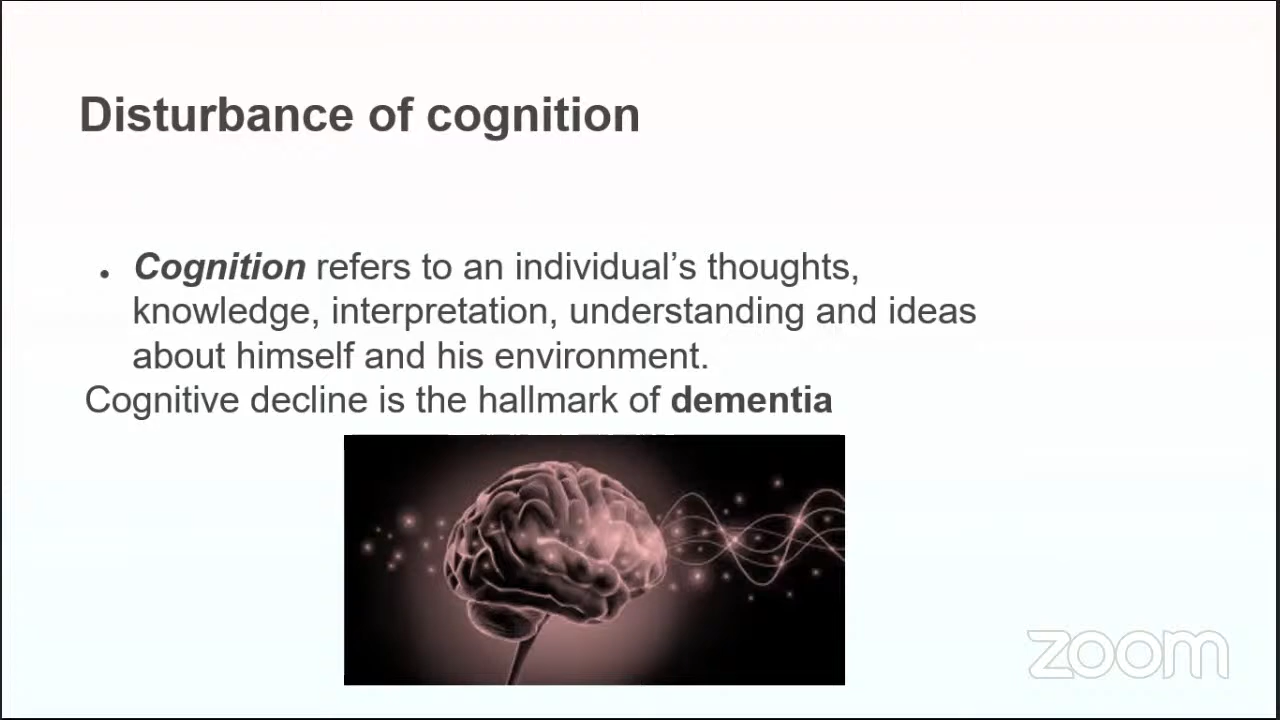 Disturbance of cognition
• Cognition refers to an individual’s thoughts,
knowledge, interpretation, understanding and ideas
about himself and his environment.
Cognitive decline is the hallmark of dementia
zoom